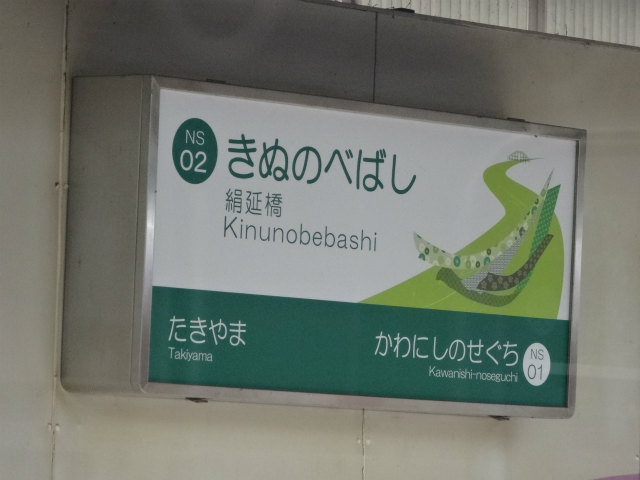 NS
02
きぬのべばし
絹延橋
Kinunobebashi
たきやま
Takiyama
かわにしのせぐち
Kawanishi-noseguchi
NS
01